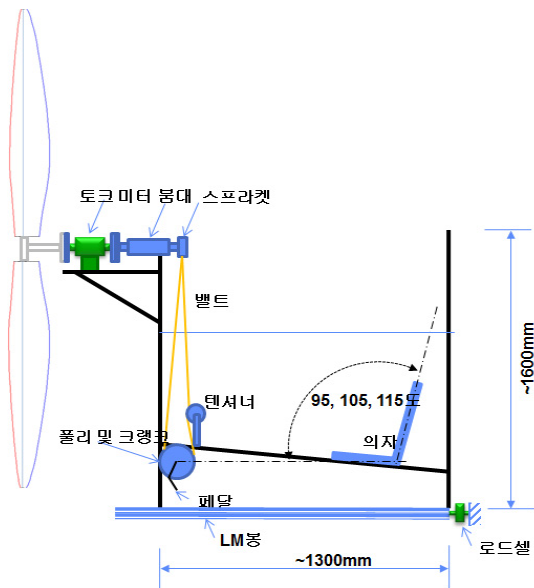 토크 미터 붐대 스프라켓
밸트
텐셔너
95, 105, 115도
풀리 및 크랭크
의자
페달
LM봉
로드셀
~1300mm
~1600mm